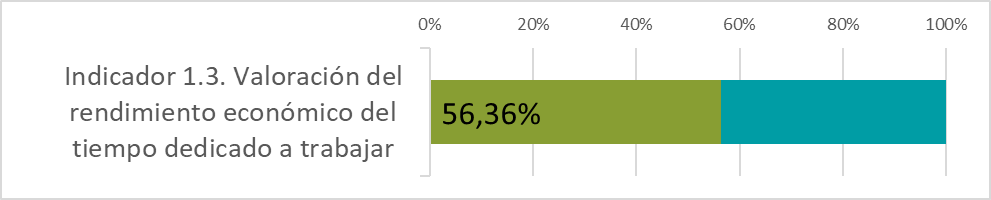 0% 20% 40% 60% 80% 100%
Indicador 1.3. Valoración del
rendimiento económico del
tiempo dedicado a trabajar
56,36%